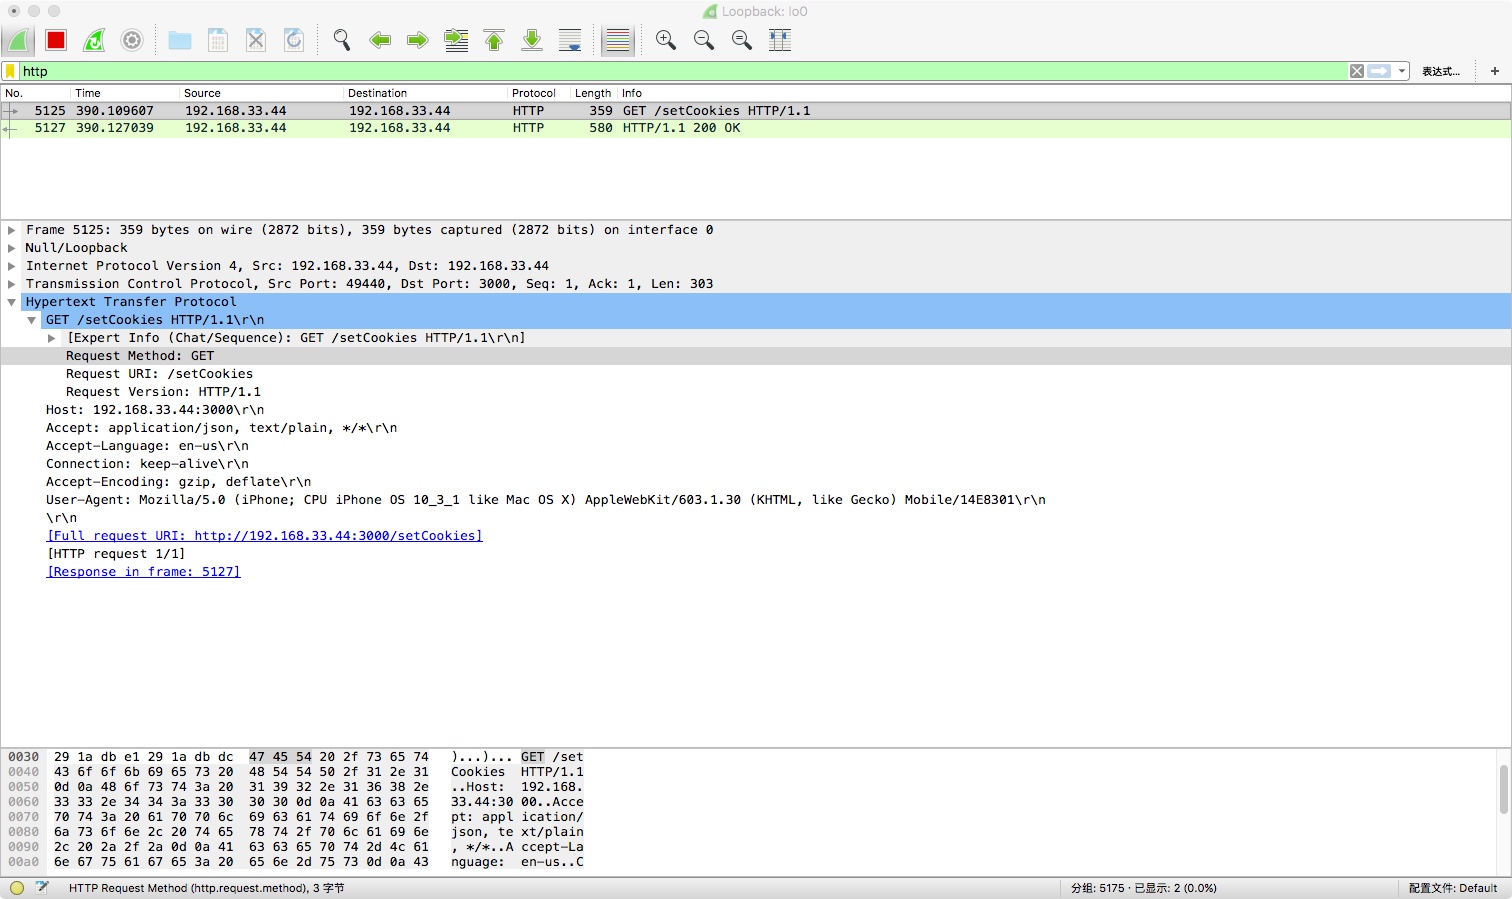 Loopback: lo0
http
表达式...
+
No. Time Source Destination Protocol Length Info
5125 390.109607 192.168.33.44 192.168.33.44 HTTP 359 GET /setCookies HTTP/1.1
5127 390.127039 192.168.33.44 192.168.33.44 HTTP 580 HTTP/1.1 200 OK
Frame 5125: 359 bytes on wire (2872 bits), 359 bytes captured (2872 bits) on interface 0
Null/Loopback
Internet Protocol Version 4, Src: 192.168.33.44, Dst: 192.168.33.44
Transmission Control Protocol, Src Port: 49440, Dst Port: 3000, Seq: 1, Ack: 1, Len: 303
Hypertext Transfer Protocol
GET /setCookies HTTP/1.1\r\n
[Expert Info (Chat/Sequence): GET /setCookies HTTP/1.1\r\n]
Request Method: GET
Request URI: /setCookies
Request Version: HTTP/1.1
Host: 192.168.33.44:3000\r\n
Accept: application/json, text/plain, */*\r\n
Accept-Language: en-us\r\n
Connection: keep-alive\r\n
Accept-Encoding: gzip, deflate\r\n
User-Agent: Mozilla/5.0 (iPhone; CPU iPhone OS 10_3_1 like Mac OS X) AppleWebKit/603.1.30 (KHTML, like Gecko) Mobile/14E8301\r\n
\r\n
[Full request URI: http://192.168.33.44:3000/setCookies]
[HTTP request 1/1]
[Response in frame: 5127]
0030 29 1a db e1 29 1a db dc 47 45 54 20 2f 73 65 74 )...)... GET /set
0040 43 6f 6f 6b 69 65 73 20 48 54 54 50 2f 31 2e 31 Cookies HTTP/1.1
0050 0d 0a 48 6f 73 74 3a 20 31 39 32 2e 31 36 38 2e ..Host: 192.168.
0060 33 33 2e 34 34 3a 33 30 30 30 0d 0a 41 63 63 65 33.44:30 00..Acce
0070 70 74 3a 20 61 70 70 6c 69 63 61 74 69 6f 6e 2f pt: appl ication/
0080 6a 73 6f 6e 2c 20 74 65 78 74 2f 70 6c 61 69 6e json, te xt/plain
0090 2c 20 2a 2f 2a 0d 0a 41 63 63 65 70 74 2d 4c 61 , */*..A ccept-La
00a0 6e 67 75 61 67 65 3a 20 65 6e 2d 75 73 0d 0a 43 nguage: en-us..C
HTTP Request Method (http.request.method), 3 字节
分组: 5175 · 已显示: 2 (0.0%)
配置文件: Default